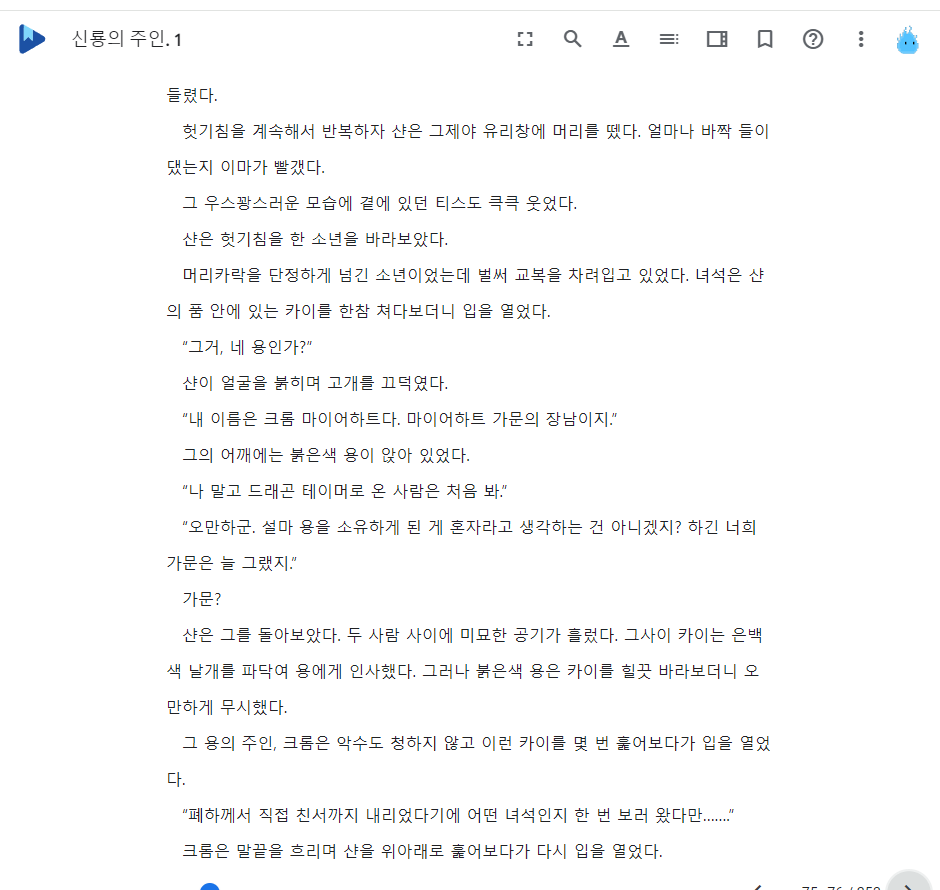 신룡의 주인. 1
들렸다.
헛기침을 계속해서 반복하자 샨은 그제야 유리창에 머리를 뗐다. 얼마나 바짝 들이
댔는지 이마가 빨갰다.
그 우스꽝스러운 모습에 곁에 있던 티스도 큭큭 웃었다.
샨은 헛기침을 한 소년을 바라보았다.
머리카락을 단정하게 넘긴 소년이었는데 벌써 교복을 차려입고 있었다. 녀석은 샨
의 품 안에 있는 카이를 한참 쳐다보더니 입을 열었다.
“그거, 네 용인가?”
샨이 얼굴을 붉히며 고개를 끄덕였다.
“내 이름은 크롬 마이어하트다. 마이어하트 가문의 장남이지.”
그의 어깨에는 붉은색 용이 앉아 있었다.
“나 말고 드래곤 테이머로 온 사람은 처음 봐.”
“오만하군. 설마 용을 소유하게 된 게 혼자라고 생각하는 건 아니겠지? 하긴 너희
가문은 늘 그랬지.”
가문?
샨은 그를 돌아보았다. 두 사람 사이에 미묘한 공기가 흘렀다. 그사이 카이는 은백
색 날개를 파닥여 용에게 인사했다. 그러나 붉은색 용은 카이를 힐끗 바라보더니 오
만하게 무시했다.
그 용의 주인, 크롬은 악수도 청하지 않고 이런 카이를 몇 번 훑어보다가 입을 열었
다.
“폐하께서 직접 친서까지 내리었다기에 어떤 녀석인지 한 번 보러 왔다만…….”
크롬은 말끝을 흐리며 샨을 위아래로 훑어보다가 다시 입을 열었다.